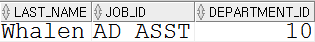 LAST_NAME JOB_ID DEPARTMENT_ID
Whalen AD_ASST 10